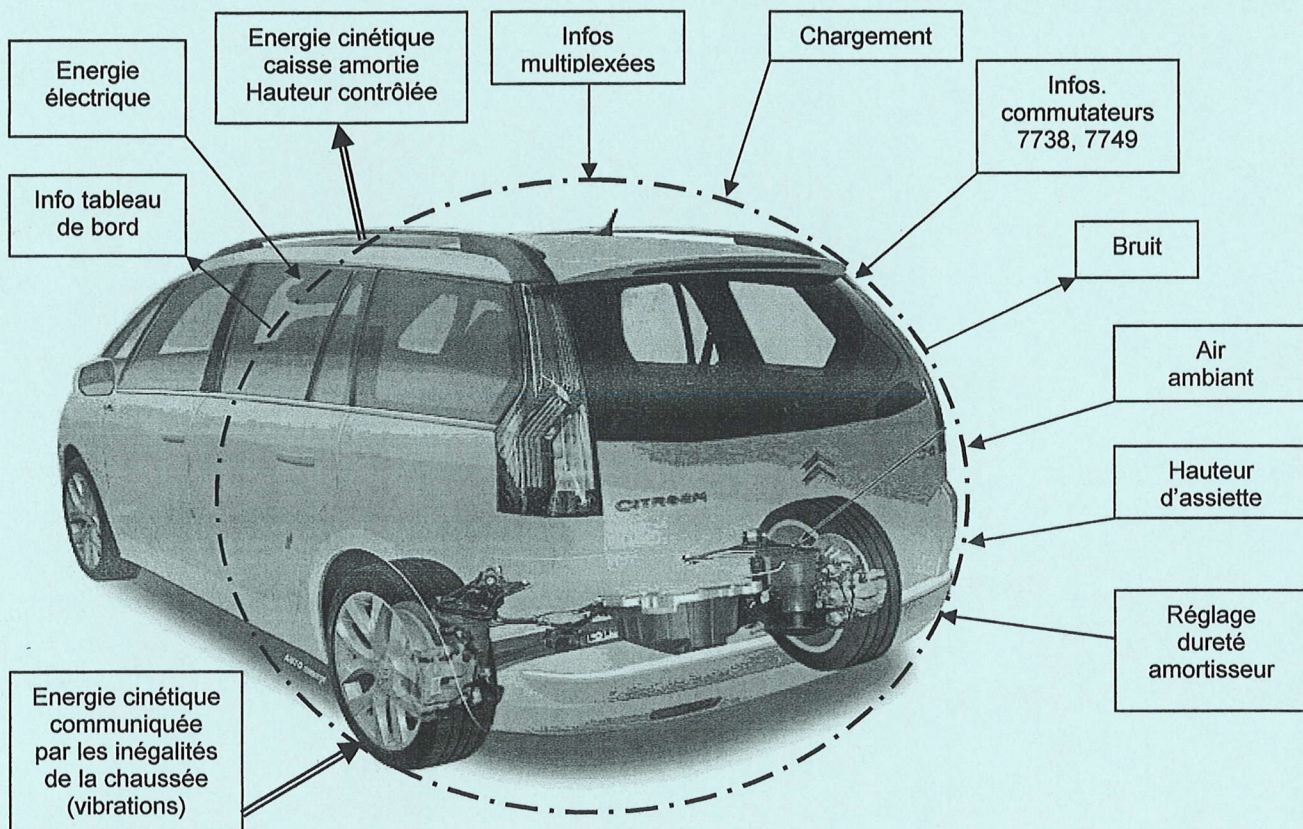 Energie
électrique
Energie cinétique
caisse amortie
Hauteur contrôlée
Infos
multiplexées
Chargement
Infos.
commutateurs
7738, 7749
Info tableau
de bord
Bruit
Air
ambiant
Hauteur
d'assiette
Réglage
dureté
amortisseur
CITROËN
Energie cinétique
communiquée
par les inégalités
de la chaussée
(vibrations)